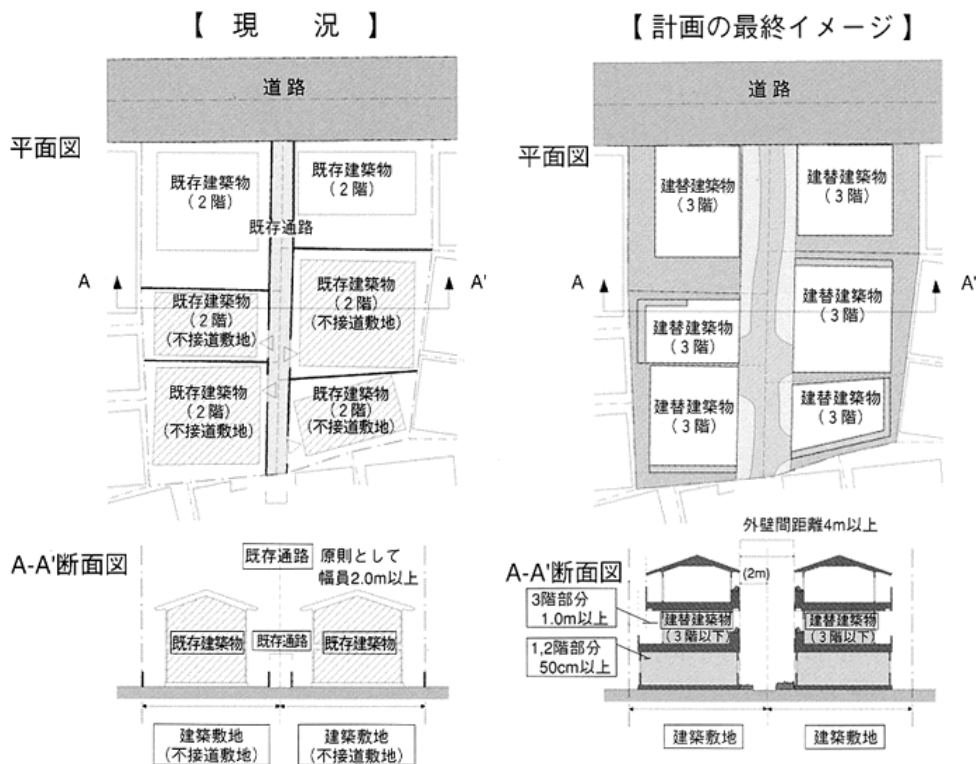 【 現 況 】
道路
平面図
既存建築物
(2階)
既存建築物
(2階)
既存通路
A
A'
既存建築物
(2階)
(不接道敷地)
既存建築物
(2階)
(不接道敷地)
既存建築物
(2階)
(不接道敷地)
既存建築物
(2階)
(不接道敷地)
A-A'断面図
既存通路
原則として
幅員2.0m以上
既存建築物
既存通路
既存建築物
建築敷地
(不接道敷地)
建築敷地
(不接道敷地)
【計画の最終イメージ】
道路
平面図
建替建築物
(3階)
建替建築物
(3階)
A
A'
建替建築物
(3階)
建替建築物
(3階)
建替建築物
(3階)
建替建築物
(3階)
外壁間距離4m以上
A-A'断面図
(2m)
3階部分
1.0m以上
建替建築物
(3階以下)
建替建築物
(3階以下)
1,2階部分
50cm以上
建築敷地
建築敷地